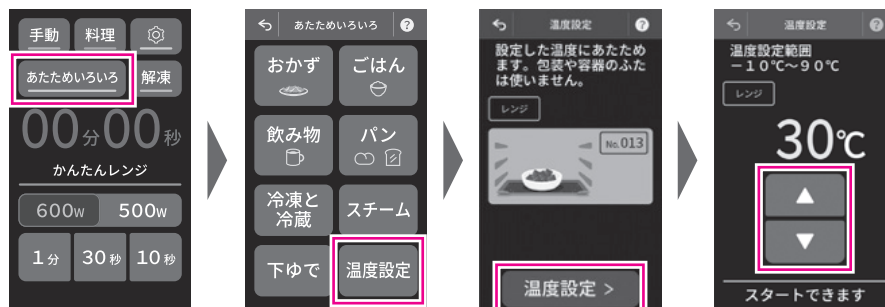 手動 料理
あたためいろいろ 解凍
00分00秒
かんたんレンジ
600W 500W
1分 30秒 10秒
あたためいろいろ ?
おかず ごはん
飲み物 パン
冷凍と
冷蔵
スチーム
下ゆで 温度設定
温度設定 ?
設定した温度にあたため
ます。包装や容器のふた
は使いません。
レンジ
No.013
温度設定 >
温度設定 ?
温度設定範囲
－10℃〜90℃
レンジ
30℃
スタートできます